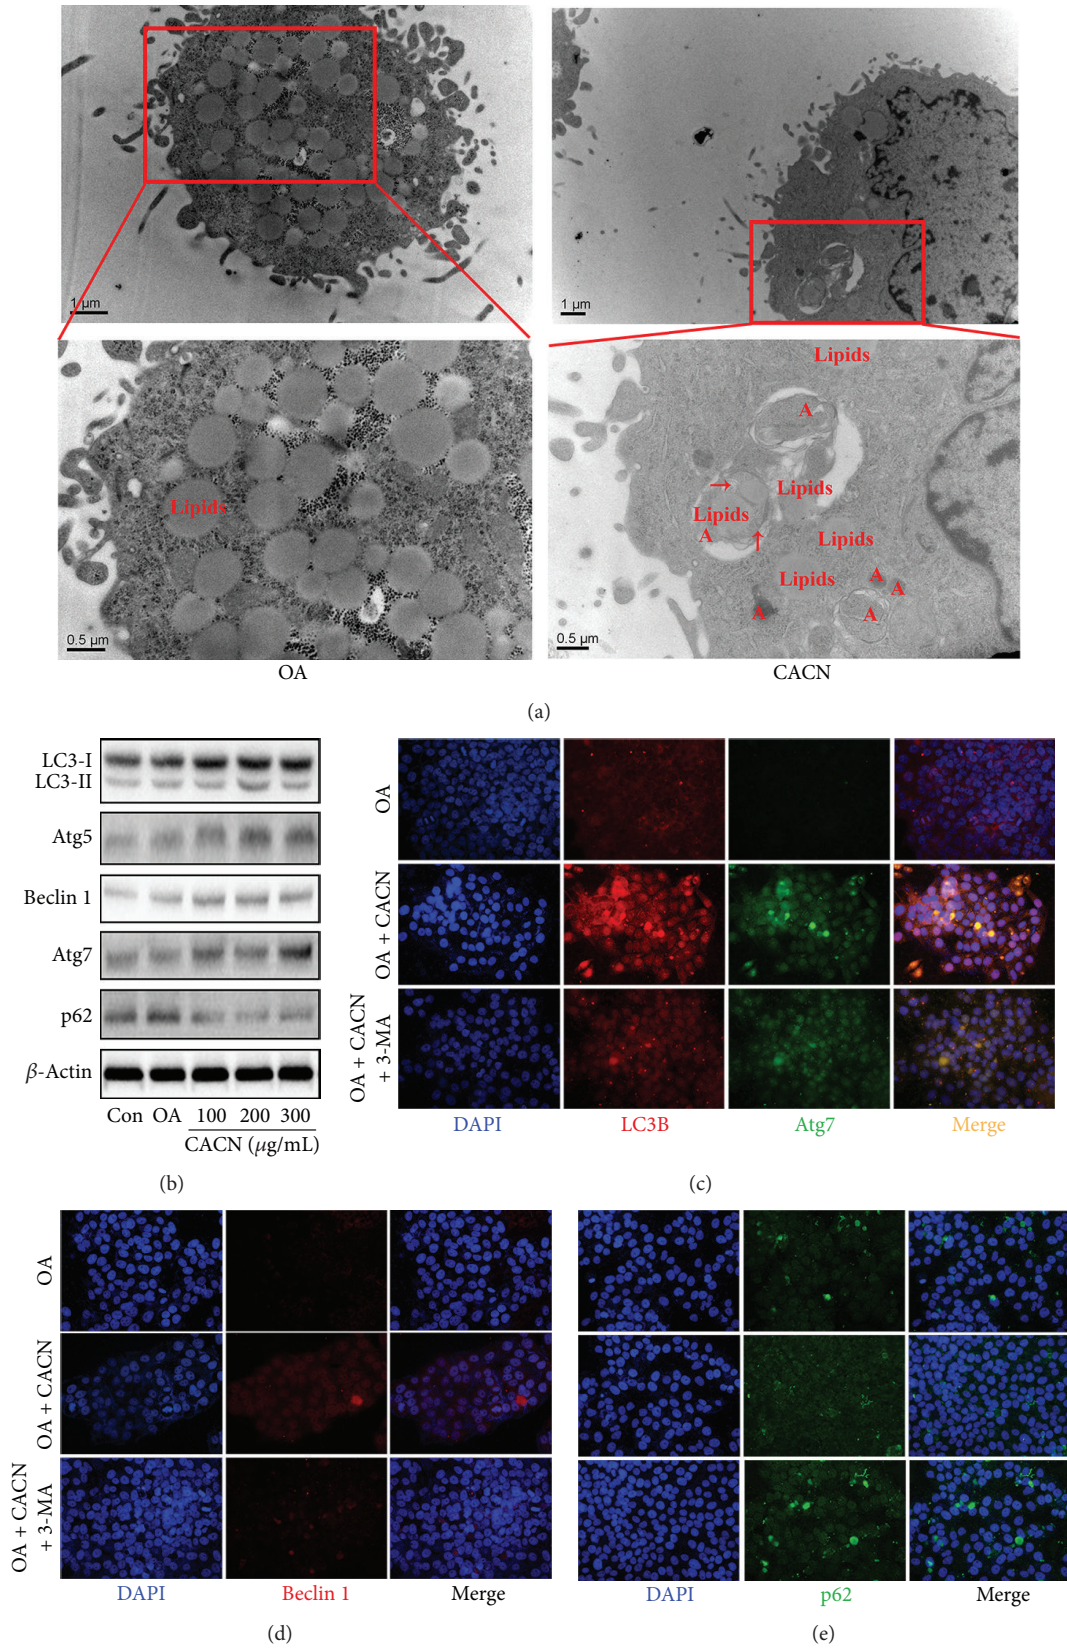 1 µm
1 µm
Lipids
0.5 µm
OA
Lipids
A
Lipids
Lipids
A
Lipids
Lipids
A
A
A
A
0.5 µm
CACN
(a)
LC3-I
LC3-II
Atg5
Beclin 1
Atg7
p62
β-Actin
Con OA 100 200 300
CACN (µg/mL)
(b)
OA
OA + CACN
OA + CACN
+ 3-MA
DAPI LC3B Atg7 Merge
(c)
OA
OA + CACN
OA + CACN
+ 3-MA
DAPI Beclin 1 Merge
(d)
DAPI p62 Merge
(e)